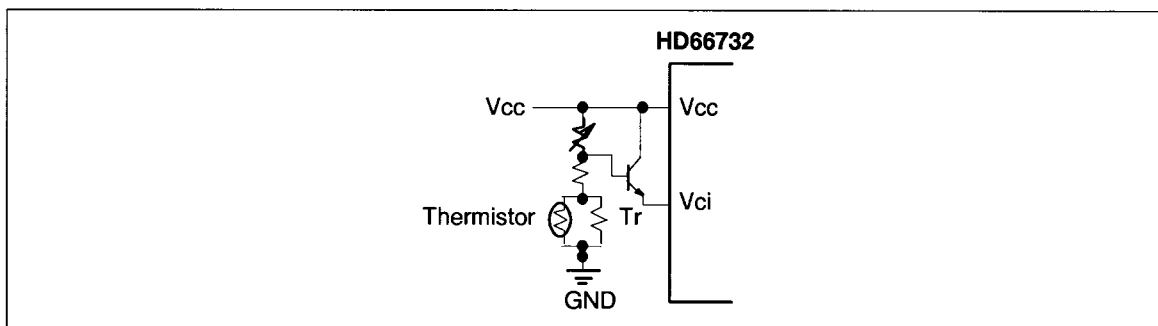 HD66732
Vcc
Vcc
Vci
Thermistor
Tr
GND